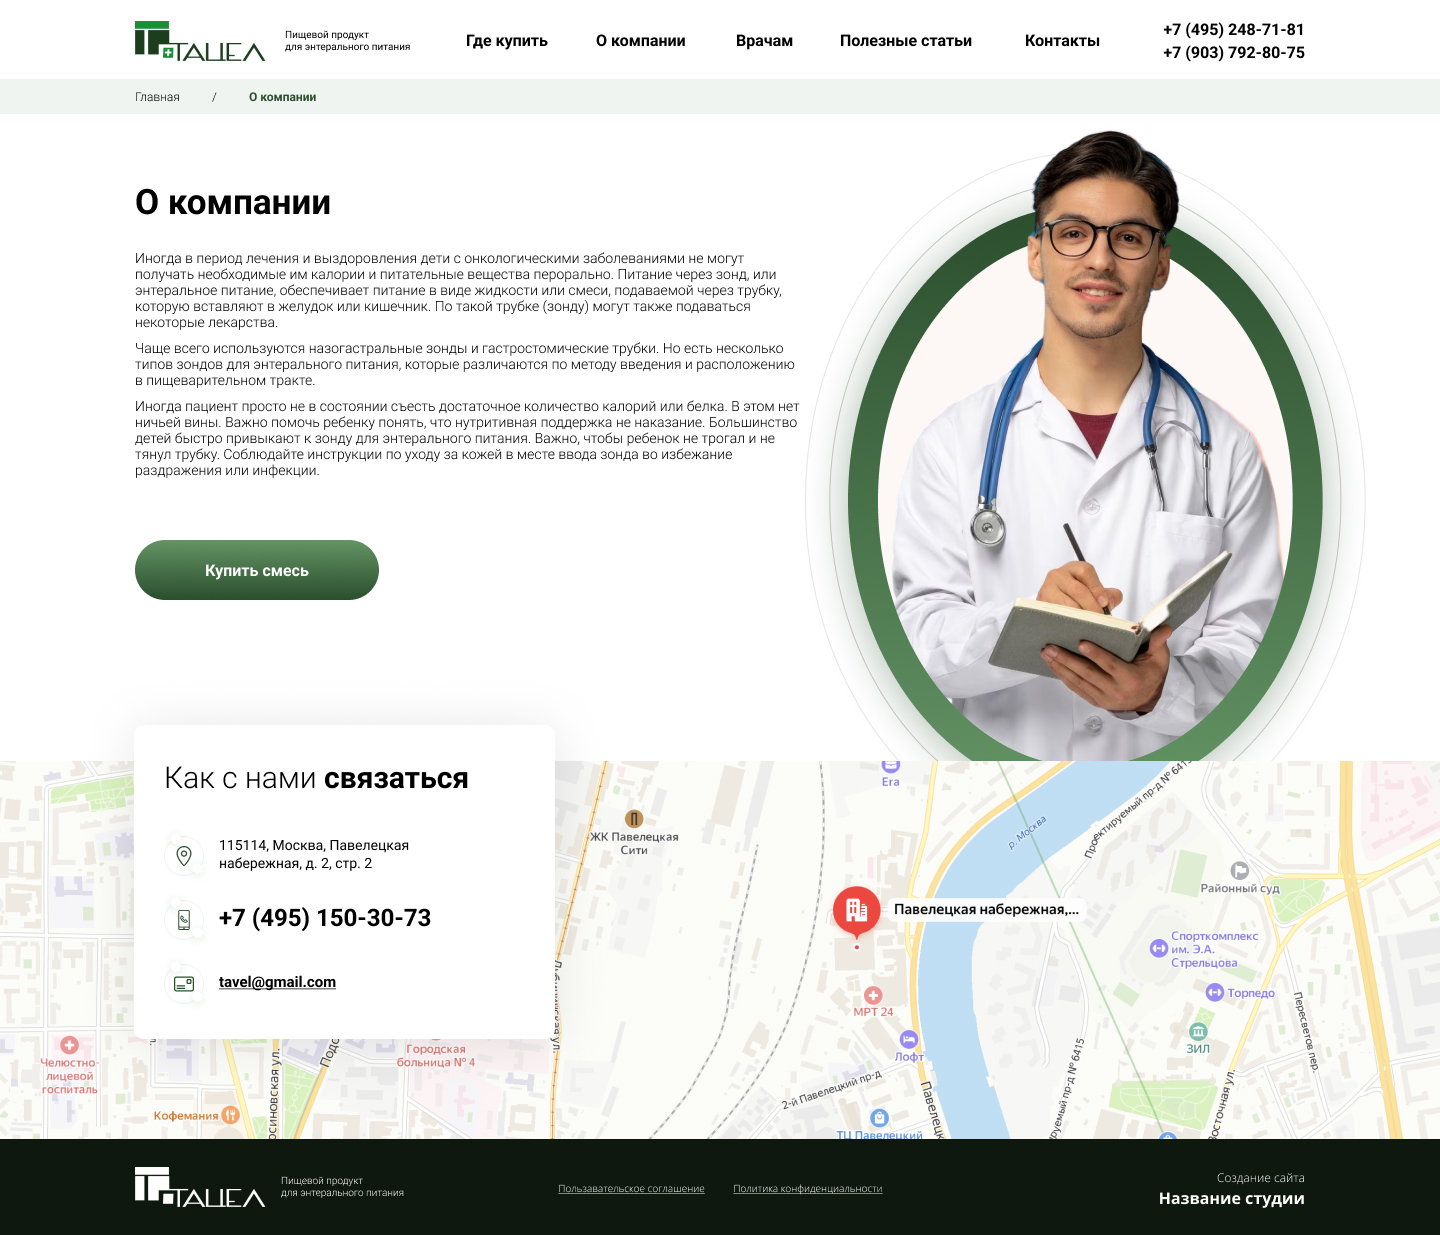 ТАЦЕЛ
Пищевой продукт
для энтерального питания
Где купить
О компании
Врачам
Полезные статьи
Контакты
+7 (495) 248-71-81
+7 (903) 792-80-75
Главная / О компании
О компании
Иногда в период лечения и выздоровления дети с онкологическими заболеваниями не могут
получать необходимые им калории и питательные вещества перорально. Питание через зонд, или
энтеральное питание, обеспечивает питание в виде жидкости или смеси, подаваемой через трубку,
которую вставляют в желудок или кишечник. По такой трубке (зонду) могут также подаваться
некоторые лекарства.
Чаще всего используются назогастральные зонды и гастростомические трубки. Но есть несколько
типов зондов для энтерального питания, которые различаются по методу введения и расположению
в пищеварительном тракте.
Иногда пациент просто не в состоянии съесть достаточное количество калорий или белка. В этом нет
ничьей вины. Важно помочь ребенку понять, что нутритивная поддержка не наказание. Большинство
детей быстро привыкают к зонду для энтерального питания. Важно, чтобы ребенок не трогал и не
тянул трубку. Соблюдайте инструкции по уходу за кожей в месте ввода зонда во избежание
раздражения или инфекции.
Купить смесь
Как с нами связаться
115114, Москва, Павелецкая
набережная, д. 2, стр. 2
+7 (495) 150-30-73
tavel@gmail.com
Ега
ЖК Павелецкая
Сити
р. Москва
Проектируемый пр-д № 6415
Районный суд
Павелецкая набережная,...
Спорткомплекс
им. Э.А.
Стрельцова
Торпедо
МРТ 24
Лофт
ЗИЛ
Пересветов пер.
Челюстно-
лицевой
госпиталь
Городская
больница № 4
Кофемания
2-й Павелецкий пр-д
ируемый пр-д № 6415
Восточная ул.
Павелецк
осиновская ул.
Подо
ТЦ Павелецкий
ТАЦЕЛ
Пищевой продукт
для энтерального питания
Пользавательское соглашение
Политика конфиденциальности
Создание сайта
Название студии